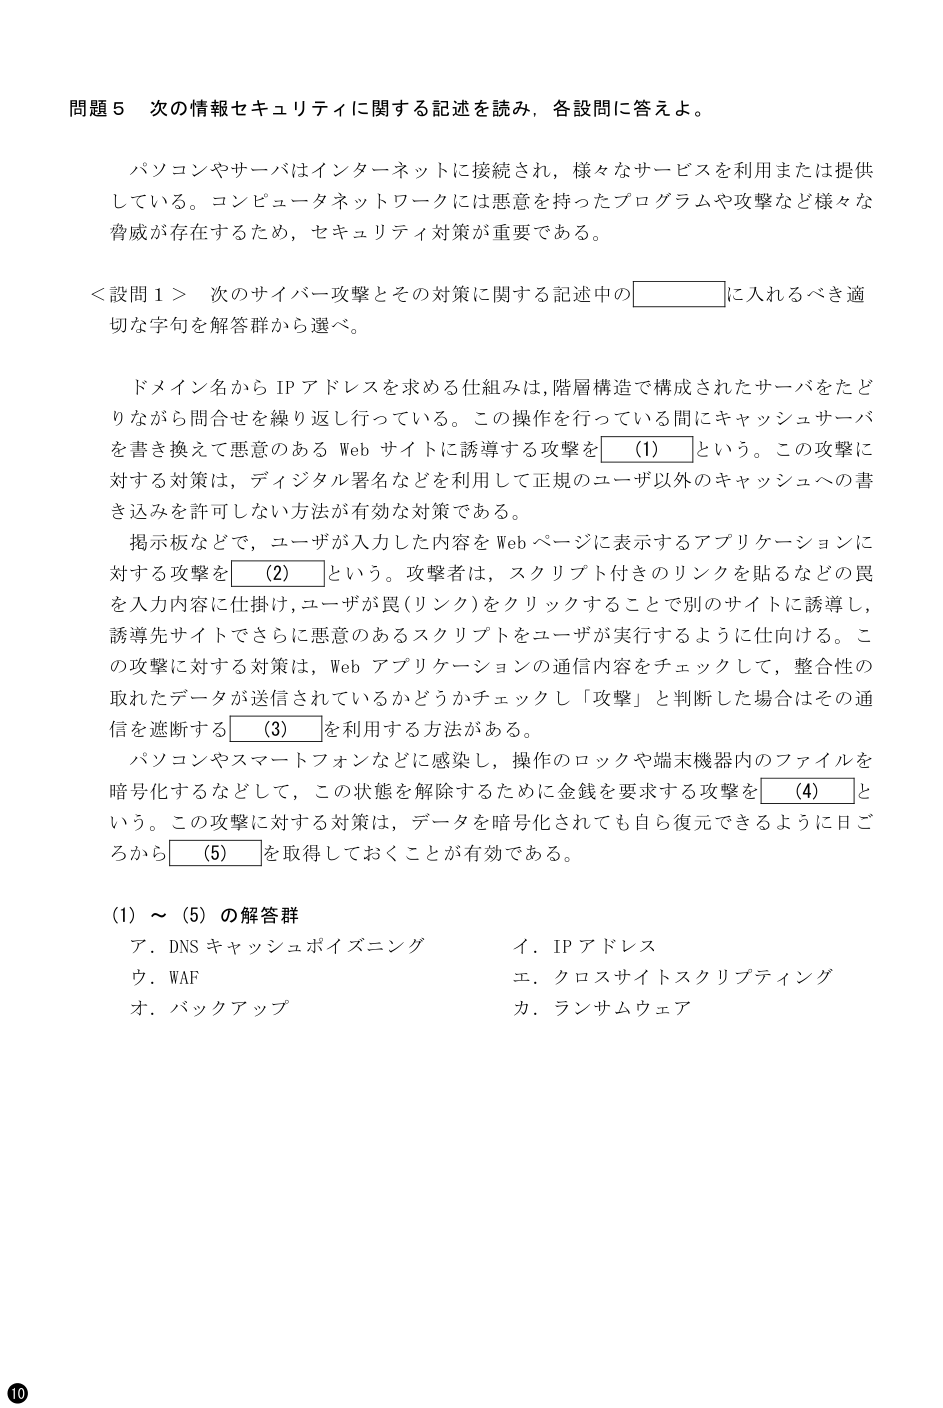 問題５　次の情報セキュリティに関する記述を読み，各設問に答えよ。
パソコンやサーバはインターネットに接続され，様々なサービスを利用または提供
している。コンピュータネットワークには悪意を持ったプログラムや攻撃など様々な
脅威が存在するため，セキュリティ対策が重要である。
＜設問１＞　次のサイバー攻撃とその対策に関する記述中の　　　　に入れるべき適
切な字句を解答群から選べ。
ドメイン名から IP アドレスを求める仕組みは，階層構造で構成されたサーバをたど
りながら問合せを繰り返し行っている。この操作を行っている間にキャッシュサーバ
を書き換えて悪意のある Web サイトに誘導する攻撃を (1) という。この攻撃に
対する対策は，ディジタル署名などを利用して正規のユーザ以外のキャッシュへの書
き込みを許可しない方法が有効な対策である。
掲示板などで，ユーザが入力した内容を Web ページに表示するアプリケーションに
対する攻撃を (2) という。攻撃者は，スクリプト付きのリンクを貼るなどの罠
を入力内容に仕掛け，ユーザが罠(リンク)をクリックすることで別のサイトに誘導し，
誘導先サイトでさらに悪意のあるスクリプトをユーザが実行するように仕向ける。こ
の攻撃に対する対策は，Web アプリケーションの通信内容をチェックして，整合性の
取れたデータが送信されているかどうかチェックし「攻撃」と判断した場合はその通
信を遮断する (3) を利用する方法がある。
パソコンやスマートフォンなどに感染し，操作のロックや端末機器内のファイルを
暗号化するなどして，この状態を解除するために金銭を要求する攻撃を (4) と
いう。この攻撃に対する対策は，データを暗号化されても自ら復元できるように日ご
ろから (5) を取得しておくことが有効である。
(1) ～ (5) の解答群
ア．DNS キャッシュポイズニング　イ．IP アドレス
ウ．WAF　エ．クロスサイトスクリプティング
オ．バックアップ　カ．ランサムウェア
10